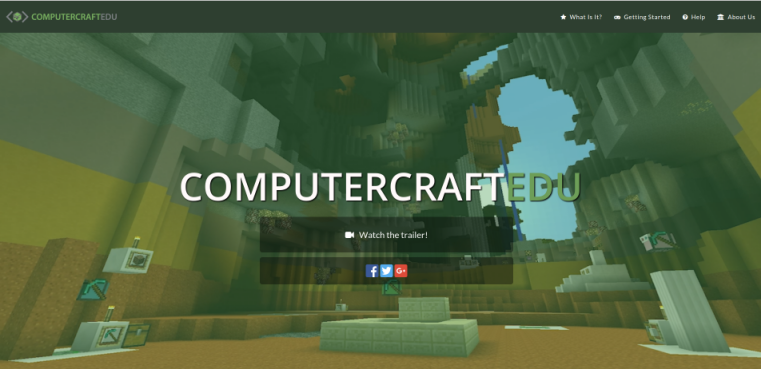 COMPUTERCRAFTEDU
What Is It?
Getting Started
Help
About Us
COMPUTERCRAFTEDU
Watch the trailer!
f
G+